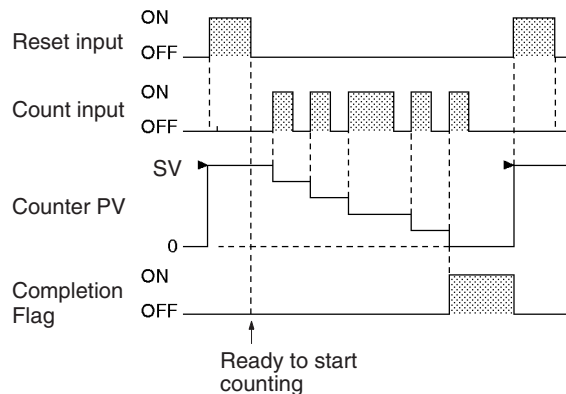 ON
Reset input
OFF
ON
Count input
OFF
SV
Counter PV
0
ON
Completion
Flag
OFF
Ready to start
counting